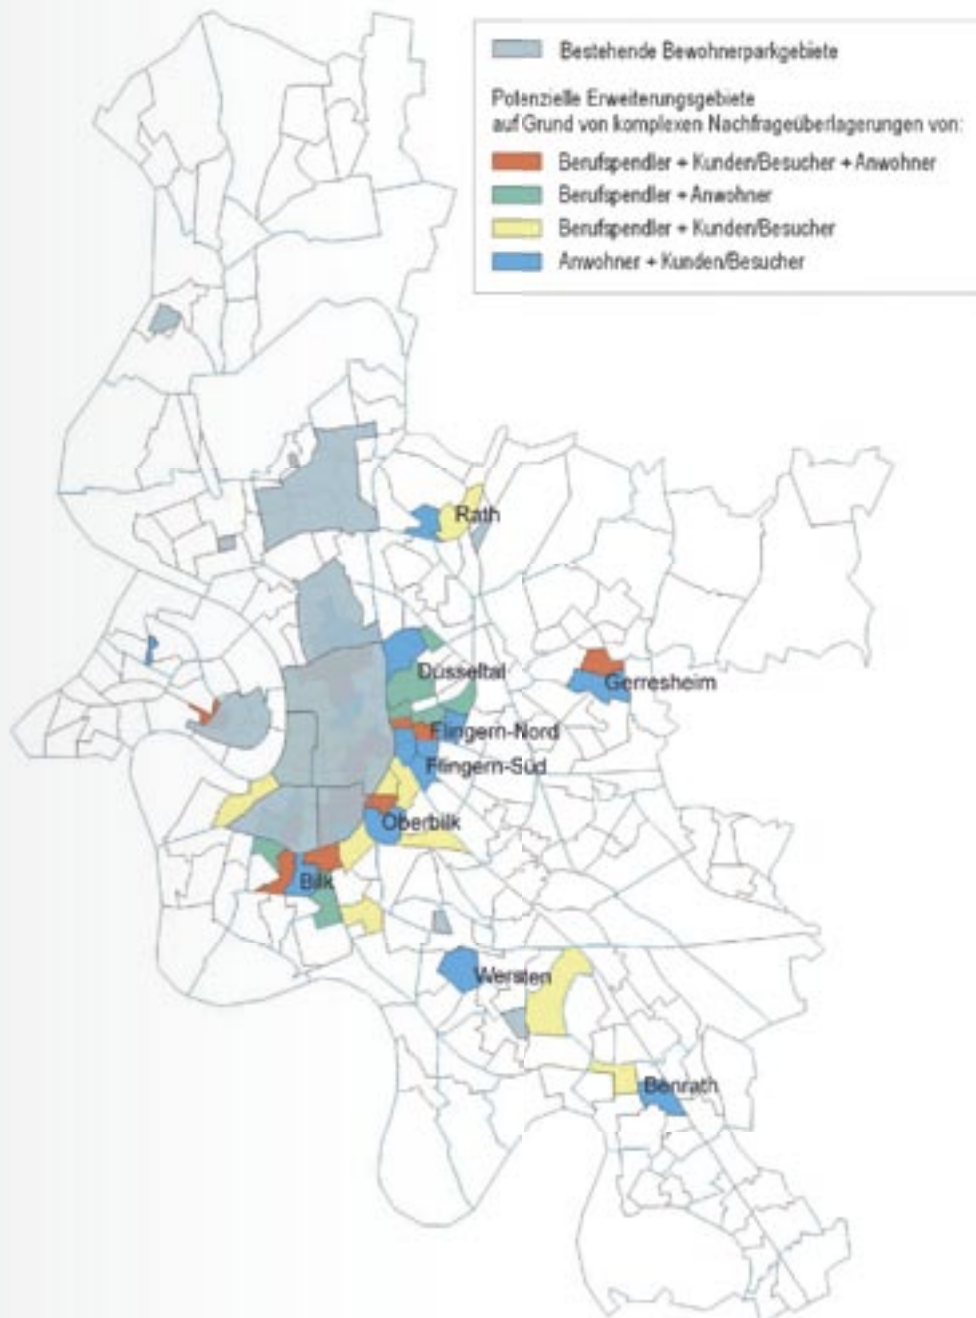 Bestehende Bewohnerparkgebiete
Potenzielle Erweiterungsgebiete
auf Grund von komplexen Nachfrageüberlagerungen von:
Berufspendler + Kunden/Besucher + Anwohner
Berufspendler + Anwohner
Berufspendler + Kunden/Besucher
Anwohner + Kunden/Besucher
Rath
Düsseltal
Gerresheim
Flingern-Nord
Flingern-Süd
Oberbilk
Bilk
Wersten
Benrath